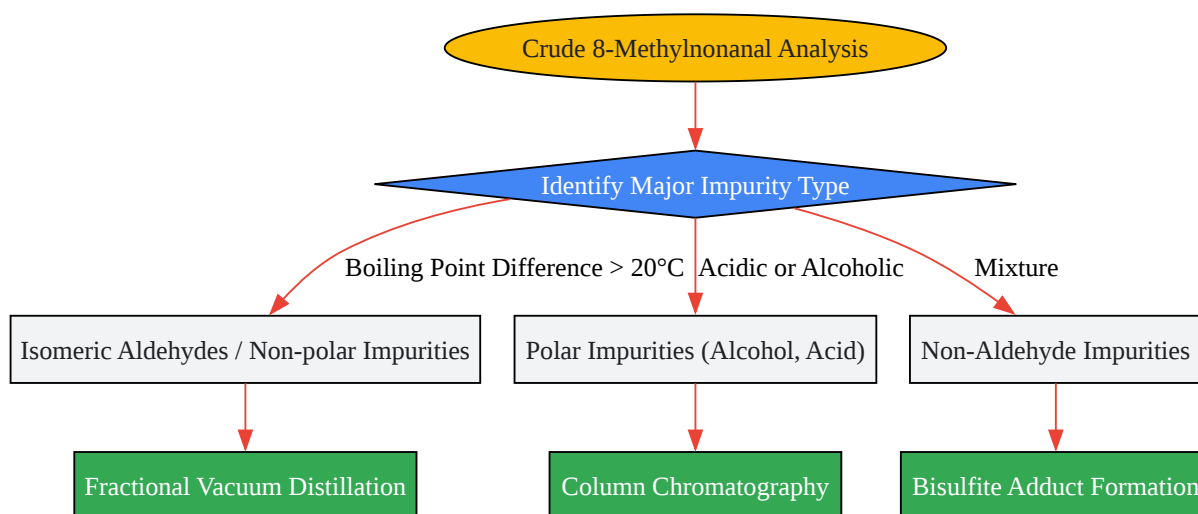 Crude 8-Methylnonanal Analysis
Identify Major Impurity Type
Boiling Point Difference > 20°C
Acidic or Alcoholic
Mixture
Isomeric Aldehydes / Non-polar Impurities
Polar Impurities (Alcohol, Acid)
Non-Aldehyde Impurities
Fractional Vacuum Distillation
Column Chromatography
Bisulfite Adduct Formation